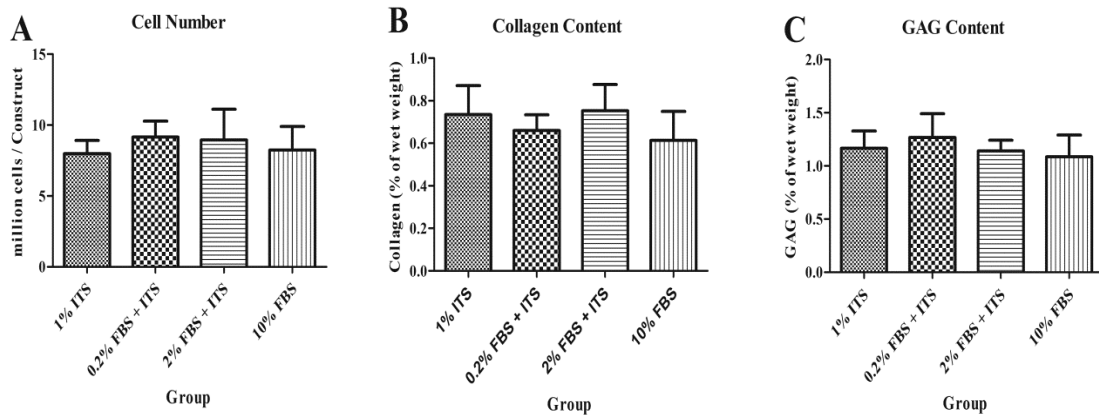 A
Cell Number
million cells / Construct
15
10
5
0
1% ITS
0.2% FBS + ITS
2% FBS + ITS
10% FBS
Group
B
Collagen Content
Collagen (% of wet weight)
1.0
0.8
0.6
0.4
0.2
0.0
1% ITS
0.2% FBS + ITS
2% FBS + ITS
10% FBS
Group
C
GAG Content
GAG (% of wet weight)
2.0
1.5
1.0
0.5
0.0
1% ITS
0.2% FBS + ITS
2% FBS + ITS
10% FBS
Group